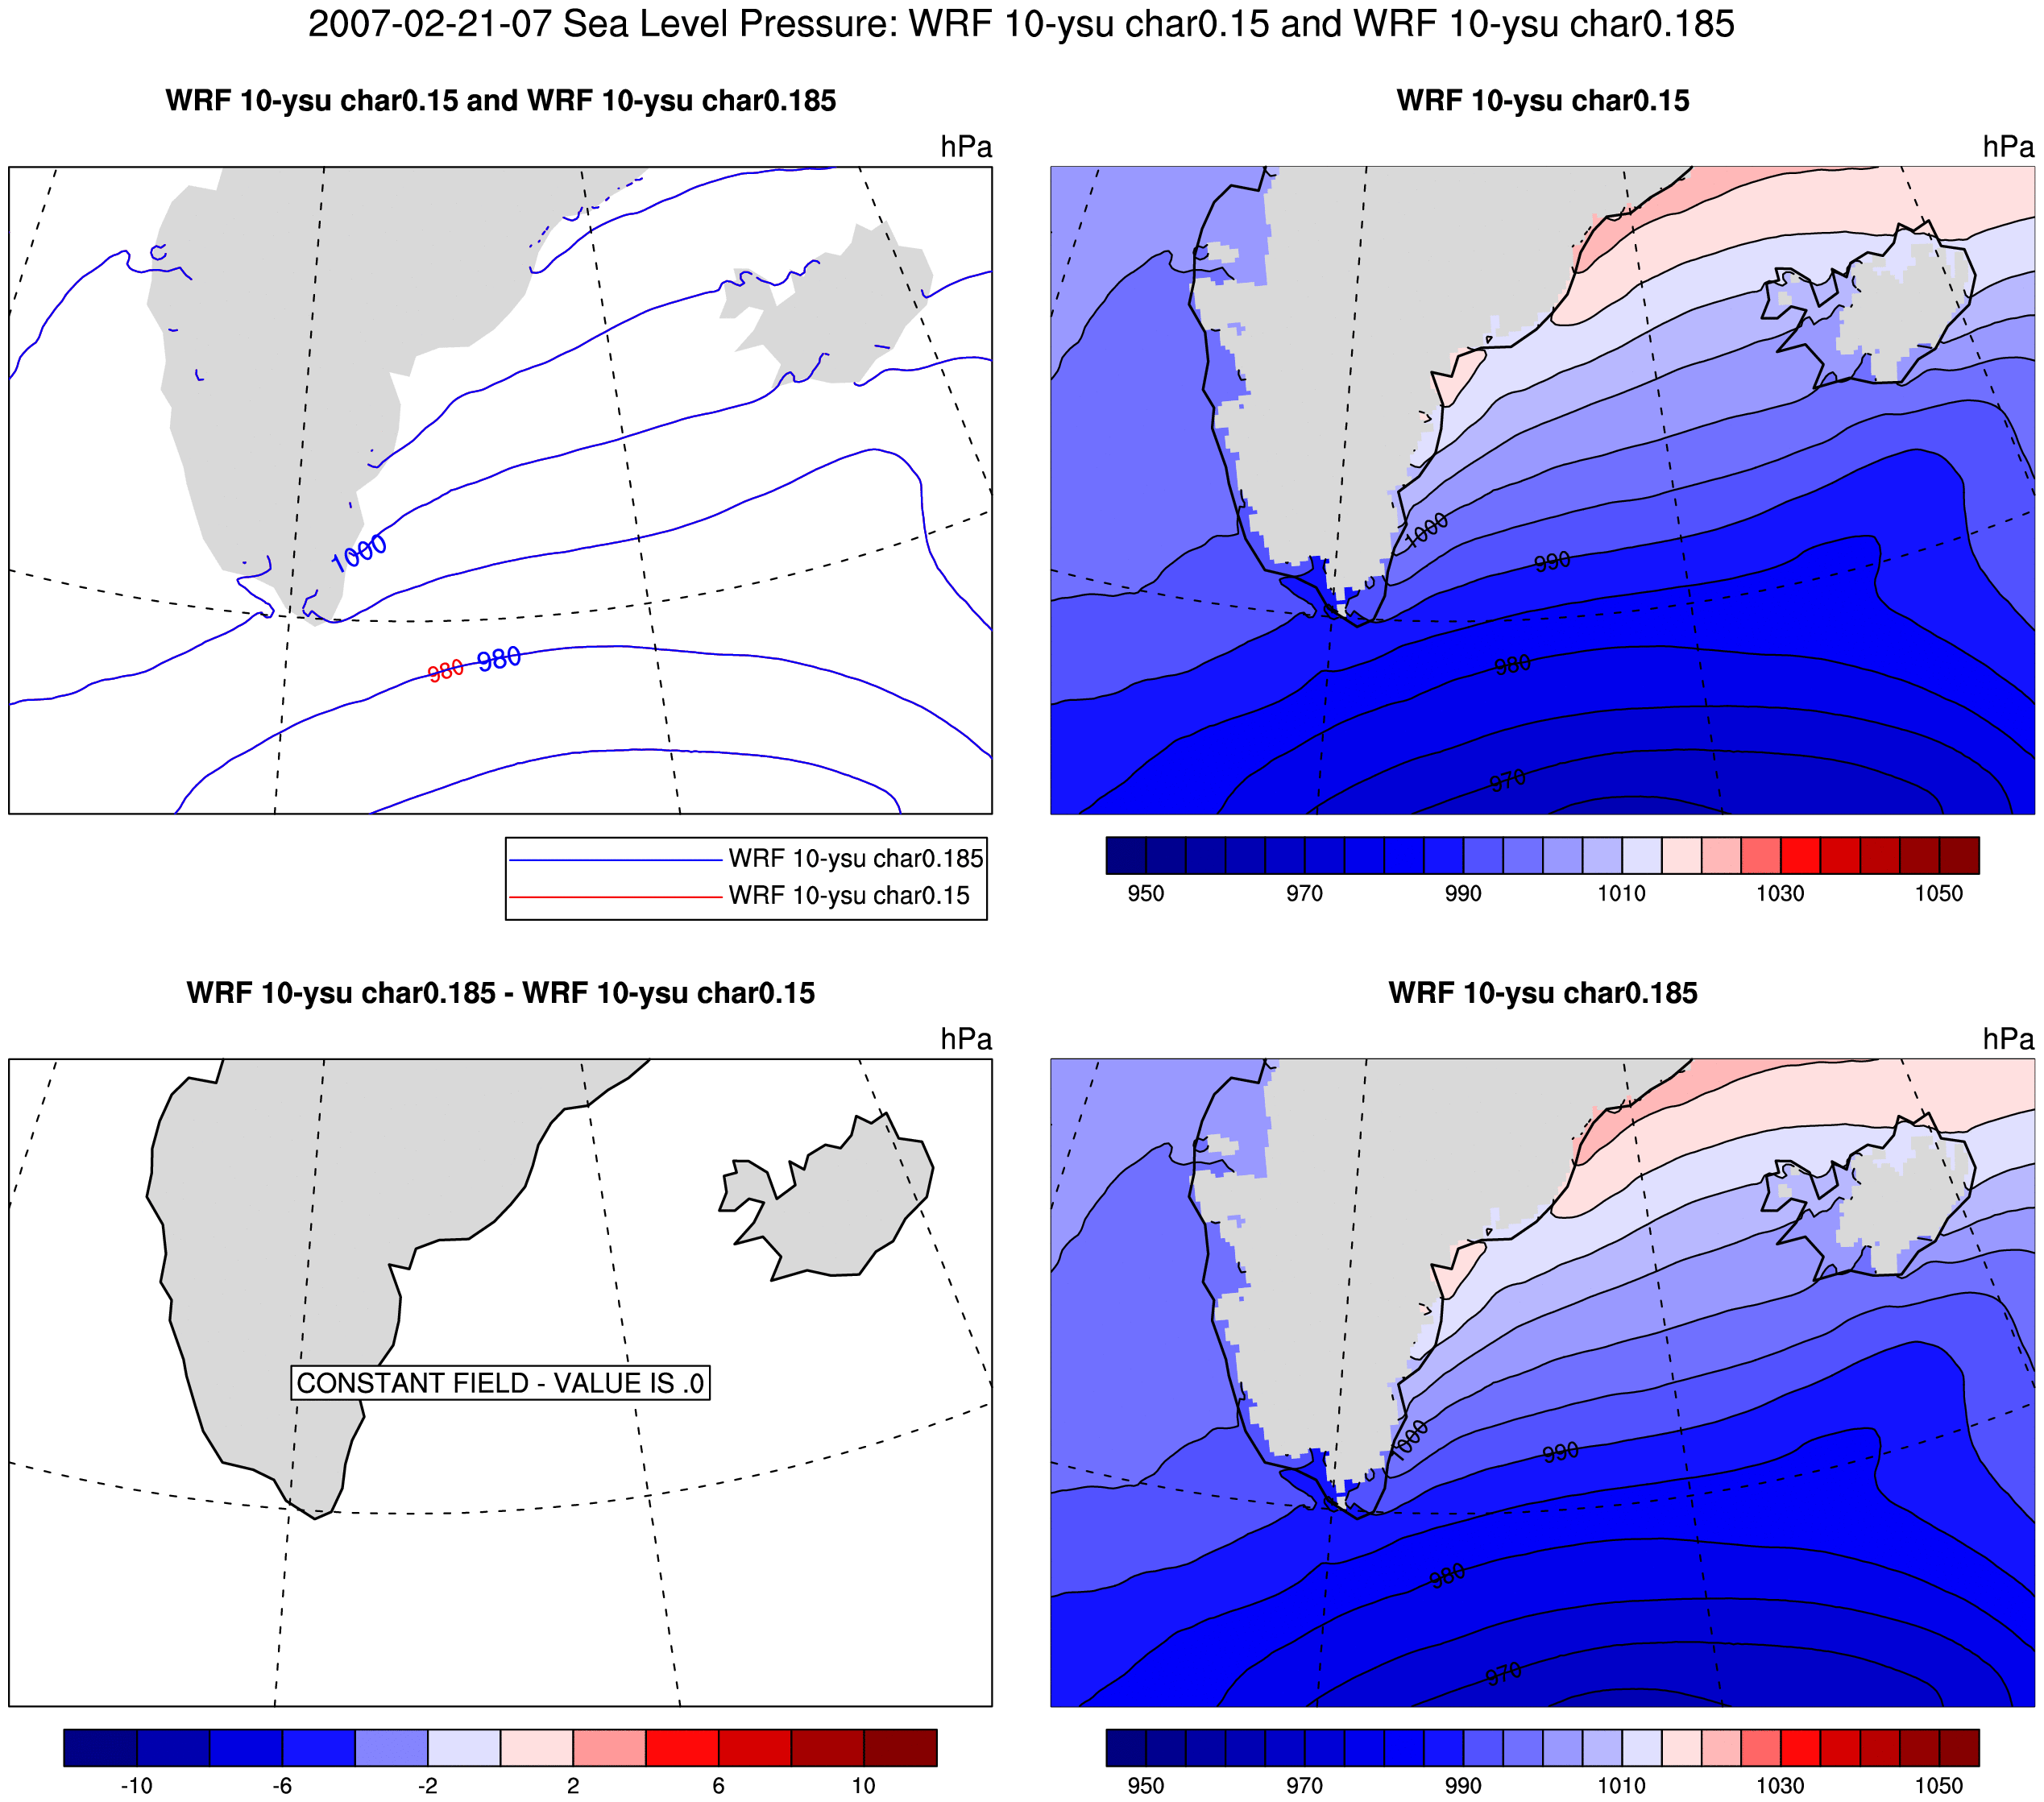 2007-02-21-07 Sea Level Pressure: WRF 10-ysu char0.15 and WRF 10-ysu char0.185
WRF 10-ysu char0.15 and WRF 10-ysu char0.185
hPa
1000
980 980
WRF 10-ysu char0.185
WRF 10-ysu char0.15
WRF 10-ysu char0.15
hPa
1000
990
980
970
950 970 990 1010 1030 1050
WRF 10-ysu char0.185 - WRF 10-ysu char0.15
hPa
CONSTANT FIELD - VALUE IS .0
-10 -6 -2 2 6 10
WRF 10-ysu char0.185
hPa
1000
990
980
970
950 970 990 1010 1030 1050